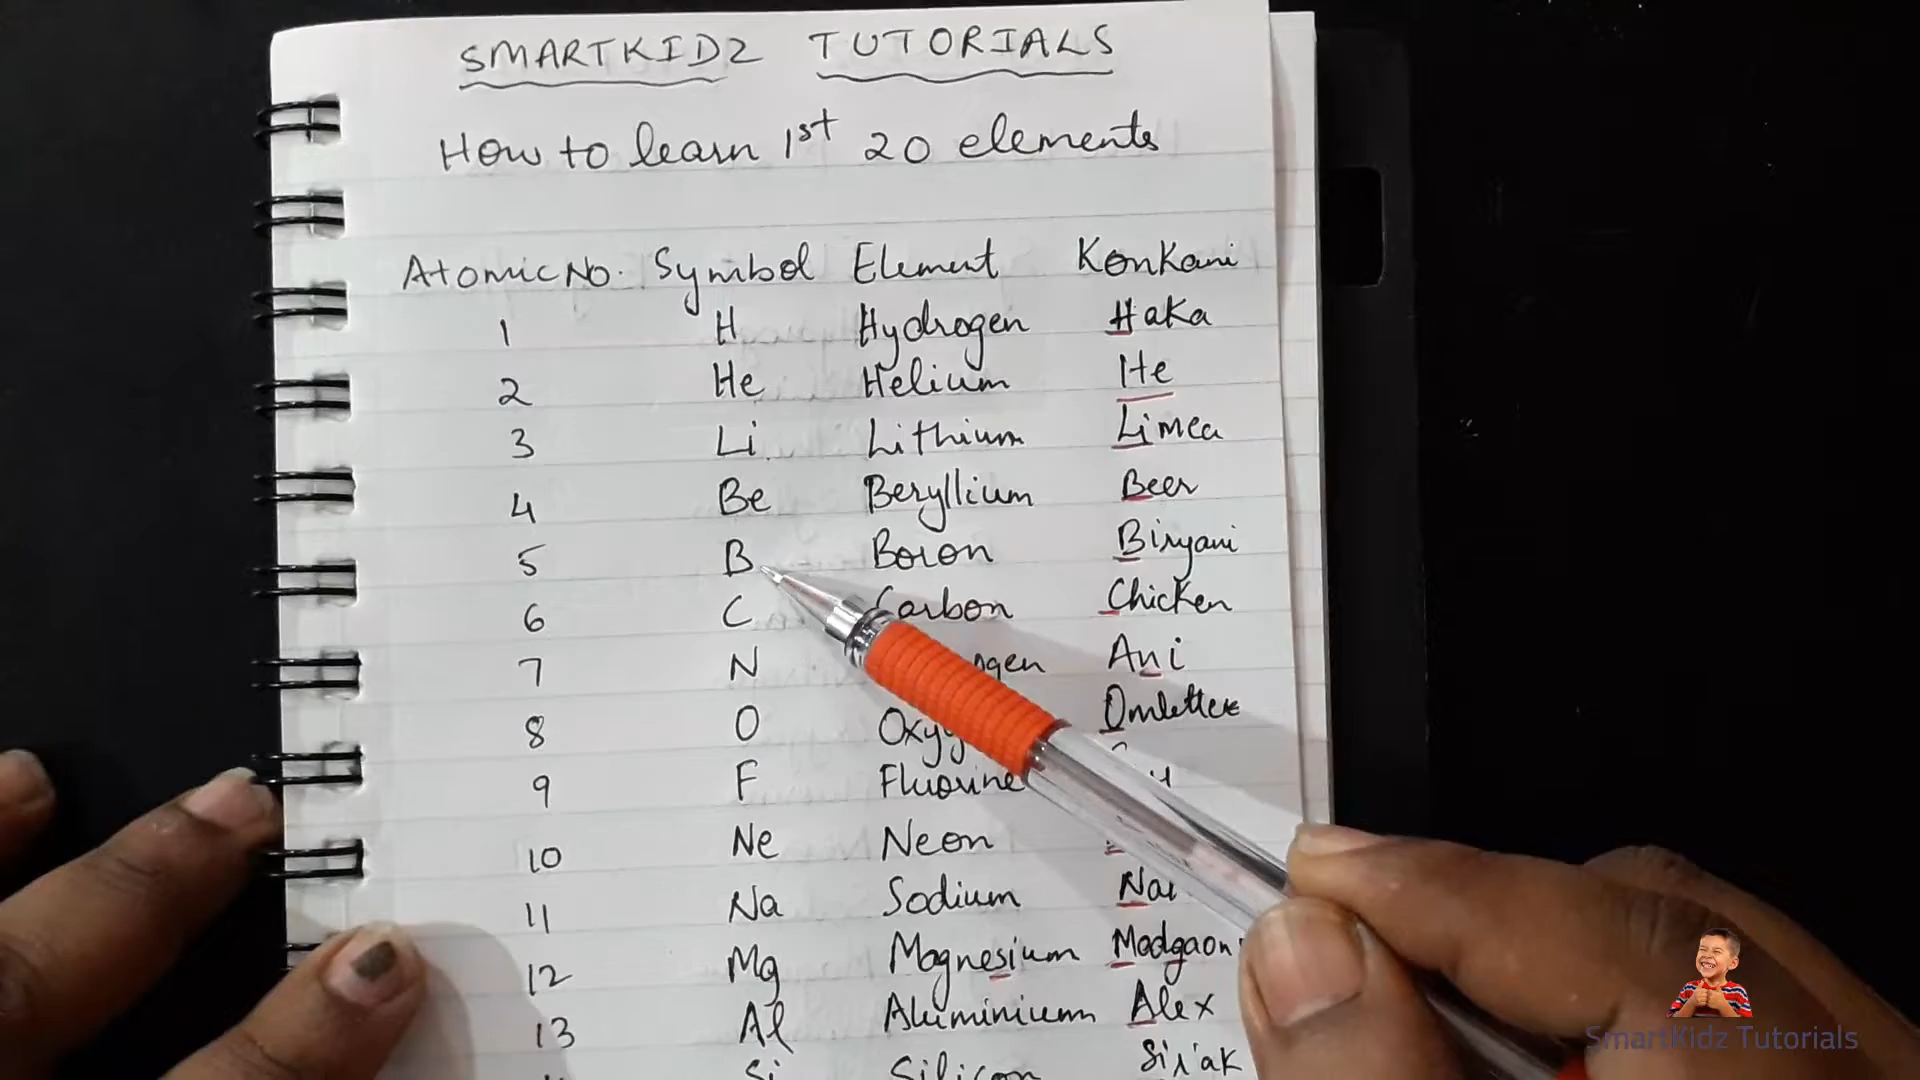 SMARTKIDZ TUTORIALS
How to learn 1st 20 elements
Atomic No. Symbol Element Konkani
1 H Hydrogen Haka
2 He Helium He
3 Li Lithium Limca
4 Be Beryllium Beer
5 B Boron Biryani
6 C Carbon Chicken
7 N Ani
8 O Omlette
9 F Fluorine
10 Ne Neon
11 Na Sodium
12 Mg Magnesium Madgaon
13 Al Aluminium Alex
Si Silicon
SmartKidz Tutorials